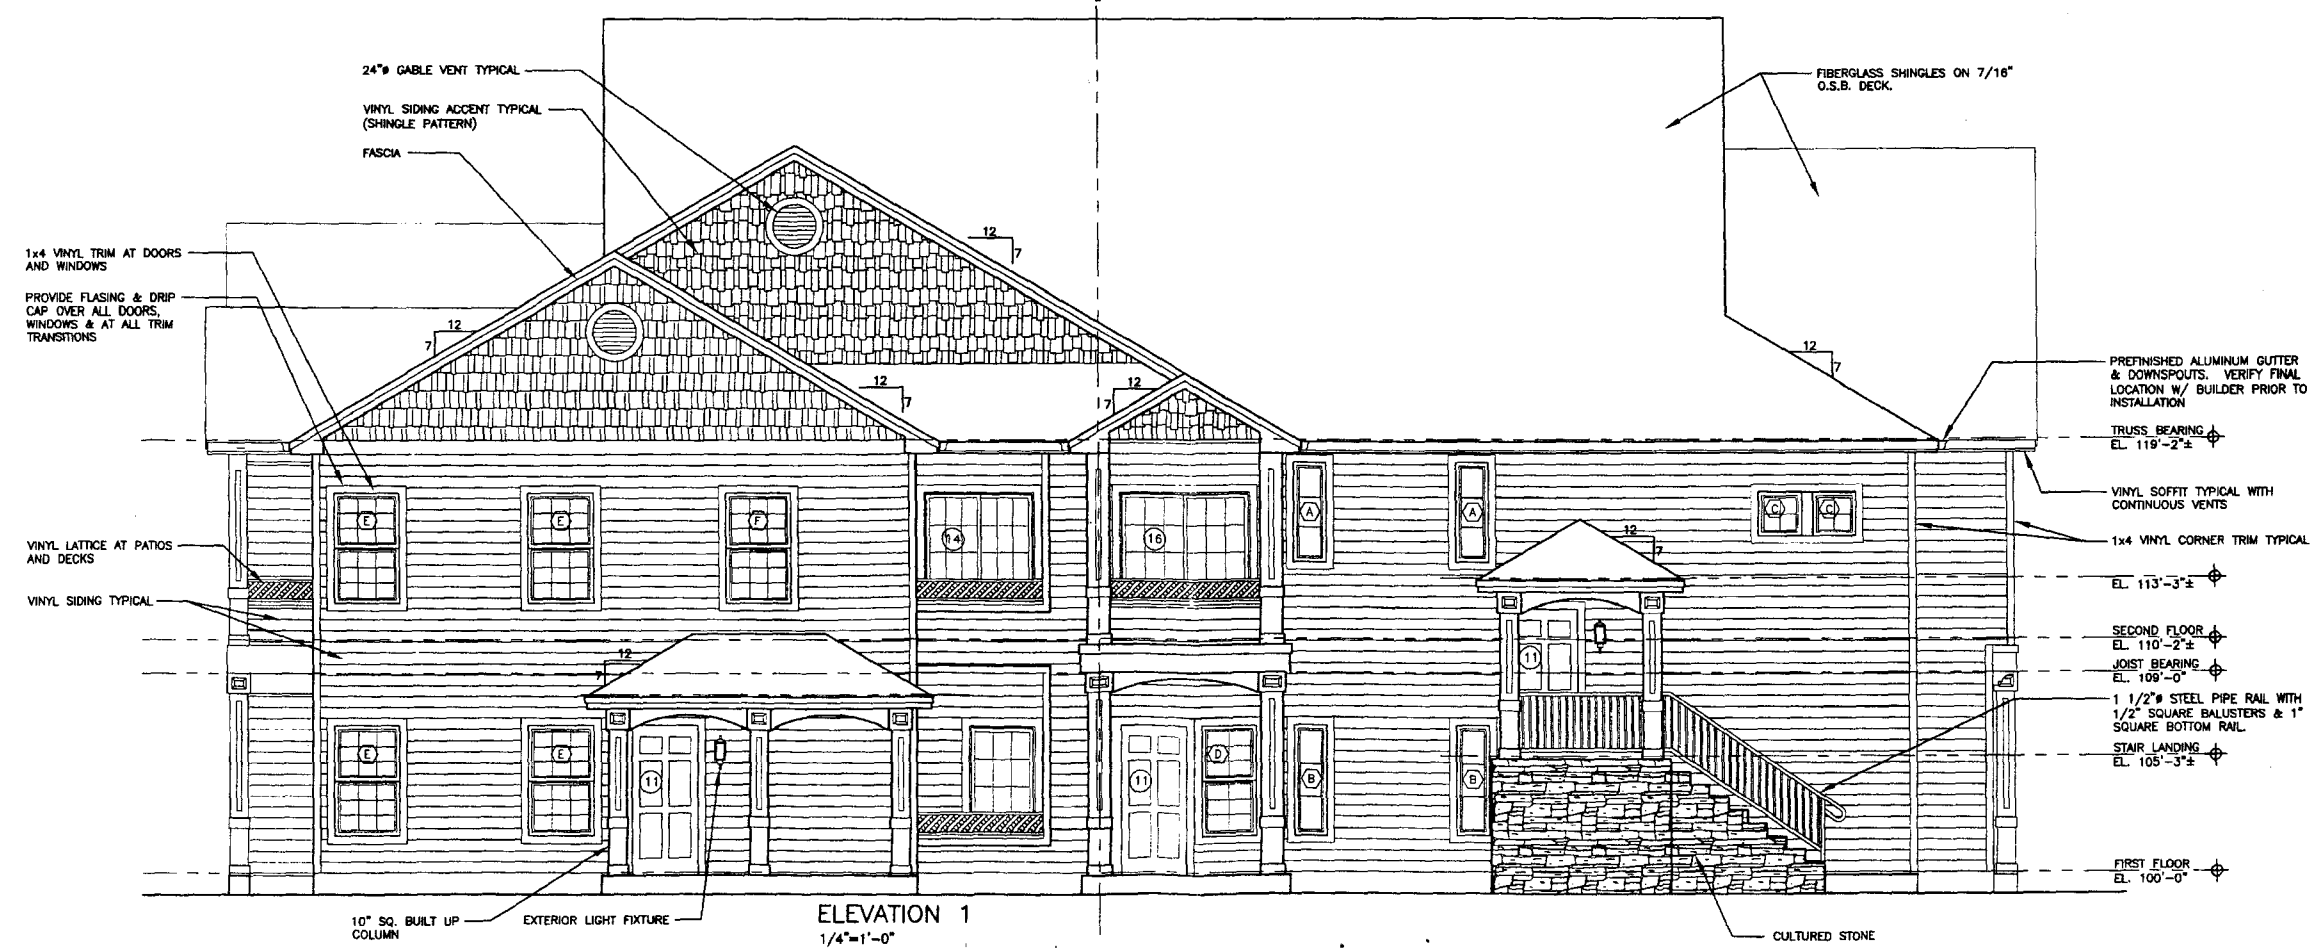 24"ø GABLE VENT TYPICAL
VINYL SIDING ACCENT TYPICAL
(SHINGLE PATTERN)
FASCIA
FIBERGLASS SHINGLES ON 7/16"
O.S.B. DECK.
1x4 VINYL TRIM AT DOORS
AND WINDOWS
PROVIDE FLASING & DRIP
CAP OVER ALL DOORS,
WINDOWS & AT ALL TRIM
TRANSITIONS
VINYL LATTICE AT PATIOS
AND DECKS
VINYL SIDING TYPICAL
12
7
12
7
12
7
12
7
12
7
12
7
12
7
E
E
F
14
16
A
A
C
C
E
E
11
11
D
B
B
11
PREFINISHED ALUMINUM GUTTER
& DOWNSPOUTS. VERIFY FINAL
LOCATION W/ BUILDER PRIOR TO
INSTALLATION
TRUSS BEARING
EL. 119'-2"±
VINYL SOFFIT TYPICAL WITH
CONTINUOUS VENTS
1x4 VINYL CORNER TRIM TYPICAL
EL. 113'-3"±
SECOND FLOOR
EL. 110'-2"±
JOIST BEARING
EL. 109'-0"
1 1/2"ø STEEL PIPE RAIL WITH
1/2" SQUARE BALUSTERS & 1"
SQUARE BOTTOM RAIL.
STAIR LANDING
EL. 105'-3"±
FIRST FLOOR
EL. 100'-0"
10" SQ. BUILT UP
COLUMN
EXTERIOR LIGHT FIXTURE
ELEVATION 1
1/4"=1'-0"
CULTURED STONE